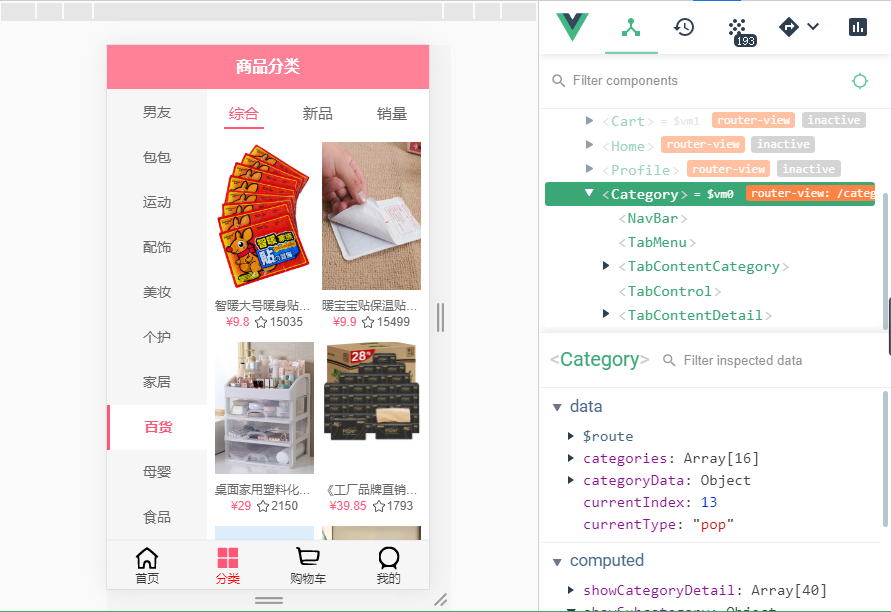 商品分类
男友
包包
运动
配饰
美妆
个护
家居
百货
母婴
食品
综合
新品
销量
智暖大号暖身贴...
¥9.8 15035
暖宝宝贴保温贴...
¥9.9 15499
28%
桌面家用塑料化...
¥29 2150
《工厂品牌直销...
¥39.85 1793
首页
分类
购物车
我的
193
Filter components
<Cart> = $vm1 router-view inactive
<Home> router-view inactive
<Profile> router-view inactive
<Category> = $vm0 router-view: /categ
<NavBar>
<TabMenu>
<TabContentCategory>
<TabControl>
<TabContentDetail>
<Category> Filter inspected data
data
$route
categories: Array[16]
categoryData: Object
currentIndex: 13
currentType: "pop"
computed
showCategoryDetail: Array[40]
showSubcategory: Object